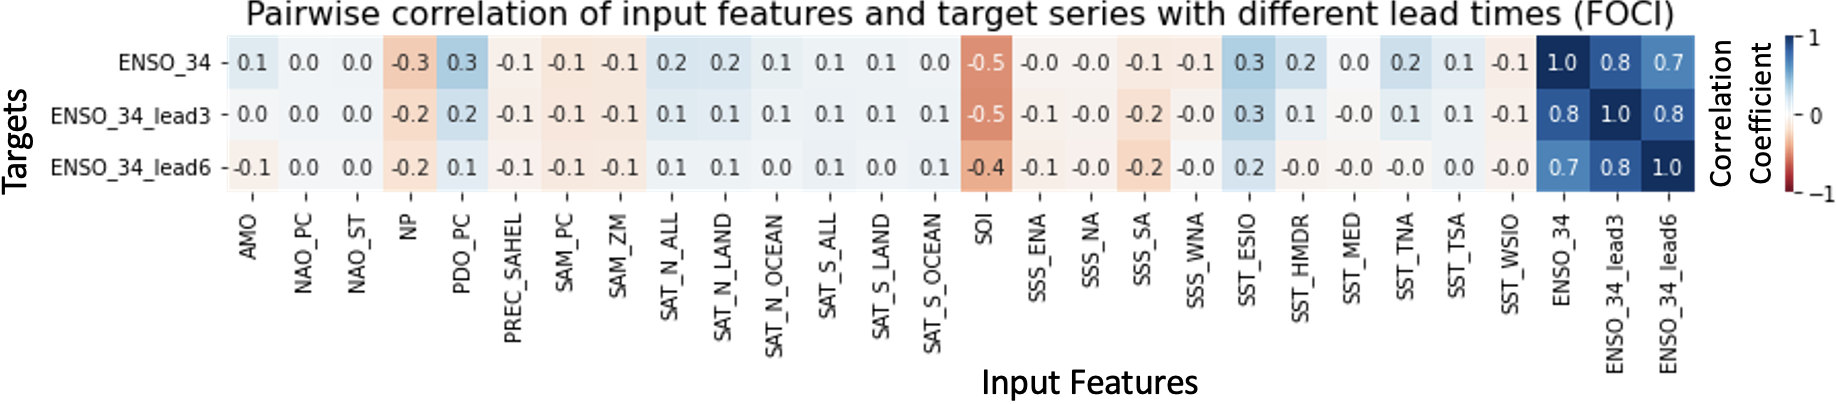 Pairwise correlation of input features and target series with different lead times (FOCI)
Targets
ENSO_34 0.1 0.0 0.0 -0.3 0.3 -0.1 -0.1 -0.1 0.2 0.2 0.1 0.1 0.1 0.0 -0.5 -0.0 -0.0 -0.1 -0.1 0.3 0.2 0.0 0.2 0.1 -0.1 1.0 0.8 0.7
ENSO_34_lead3 0.0 0.0 0.0 -0.2 0.2 -0.1 -0.1 -0.1 0.1 0.1 0.1 0.1 0.1 0.1 -0.5 -0.1 -0.0 -0.2 -0.0 0.3 0.1 -0.0 0.1 0.1 -0.1 0.8 1.0 0.8
ENSO_34_lead6 -0.1 0.0 0.0 -0.2 0.1 -0.1 -0.1 -0.1 0.1 0.1 0.0 0.1 0.0 0.1 -0.4 -0.1 -0.0 -0.2 -0.0 0.2 -0.0 -0.0 -0.0 0.0 -0.0 0.7 0.8 1.0
AMO
NAO_PC
NAO_ST
NP
PDO_PC
PREC_SAHEL
SAM_PC
SAM_ZM
SAT_N_ALL
SAT_N_LAND
SAT_N_OCEAN
SAT_S_ALL
SAT_S_LAND
SAT_S_OCEAN
SOI
SSS_ENA
SSS_NA
SSS_SA
SSS_WNA
SST_ESIO
SST_HMDR
SST_MED
SST_TNA
SST_TSA
SST_WSIO
ENSO_34
ENSO_34_lead3
ENSO_34_lead6
Input Features
Correlation
Coefficient
1
0
−1